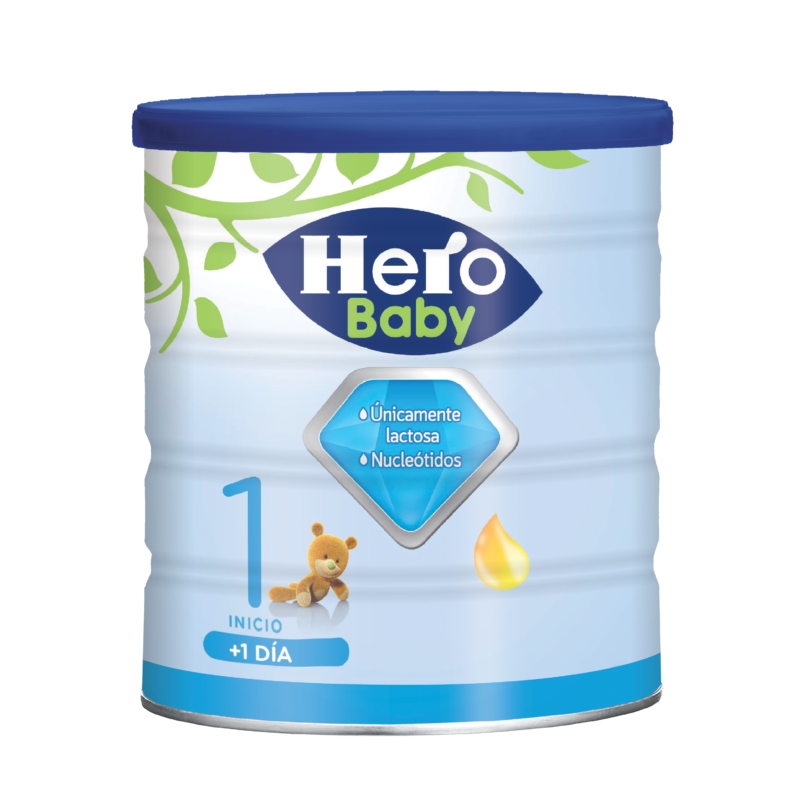 Hero
Baby
Únicamente
lactosa
Nucleótidos
1
INICIO
+1 DÍA